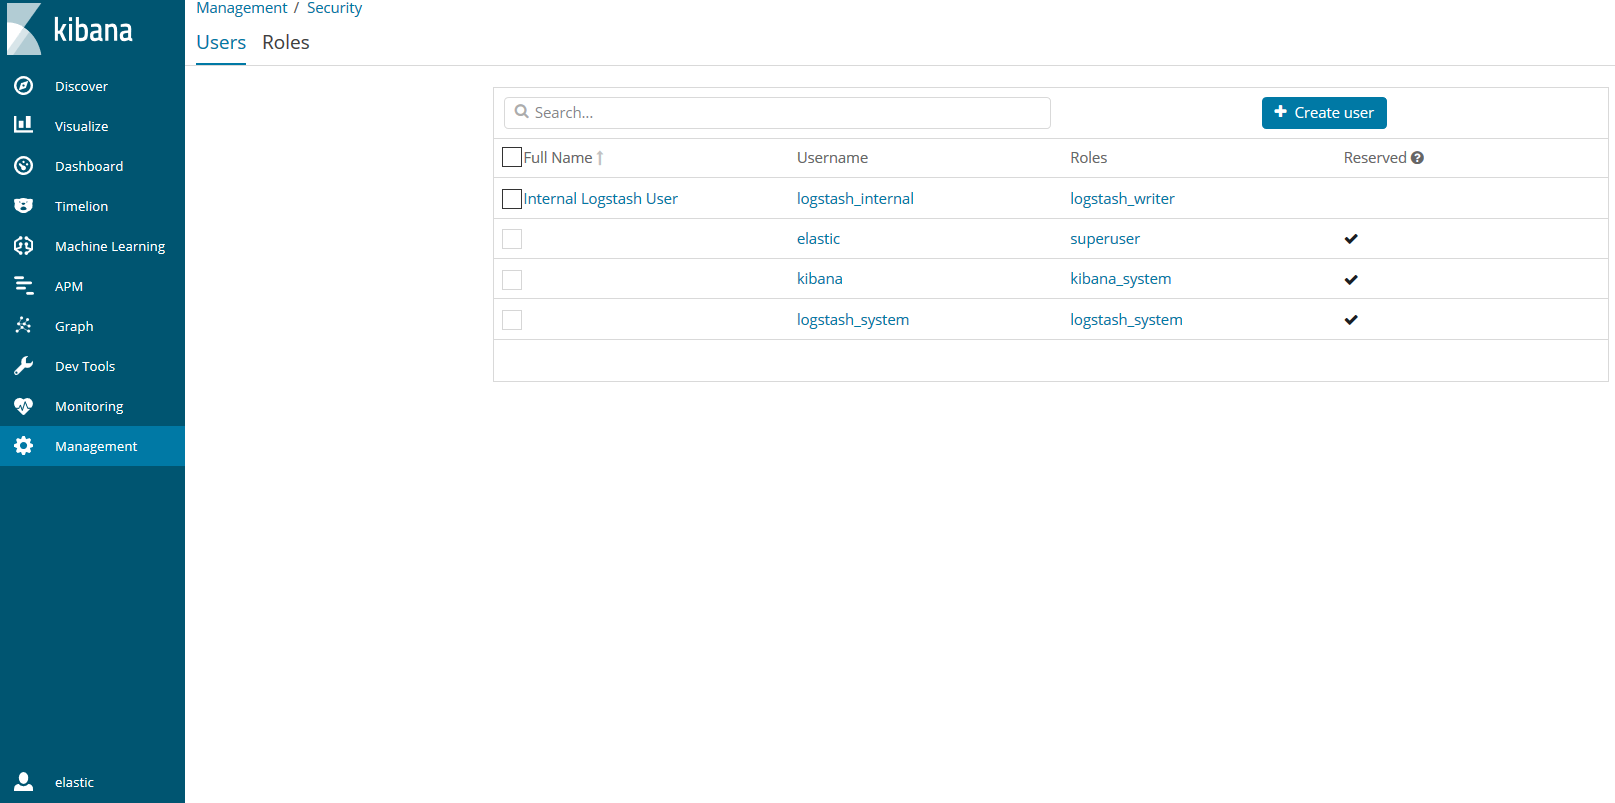 kibana
Discover
Visualize
Dashboard
Timelion
Machine Learning
APM
Graph
Dev Tools
Monitoring
Management
elastic
Management / Security
Users Roles
Search... Create user
Full Name Username Roles Reserved
Internal Logstash User logstash_internal logstash_writer
elastic superuser
kibana kibana_system
logstash_system logstash_system